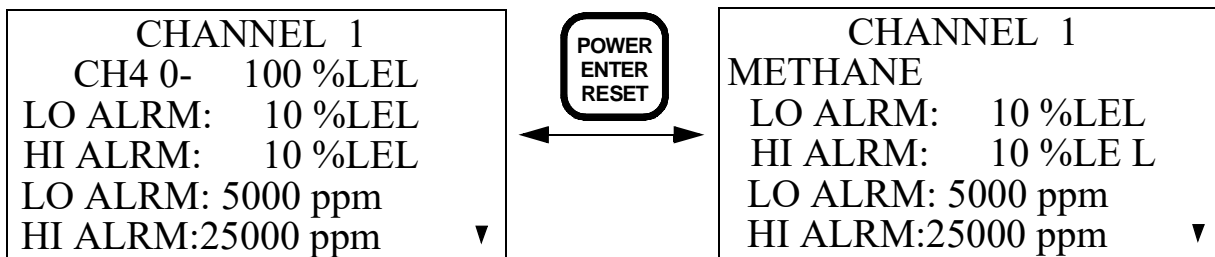 CHANNEL 1
CH4 0- 100 %LEL
LO ALRM: 10 %LEL
HI ALRM: 10 %LEL
LO ALRM: 5000 ppm
HI ALRM:25000 ppm ▼
POWER
ENTER
RESET
CHANNEL 1
METHANE
LO ALRM: 10 %LEL
HI ALRM: 10 %LE L
LO ALRM: 5000 ppm
HI ALRM:25000 ppm ▼